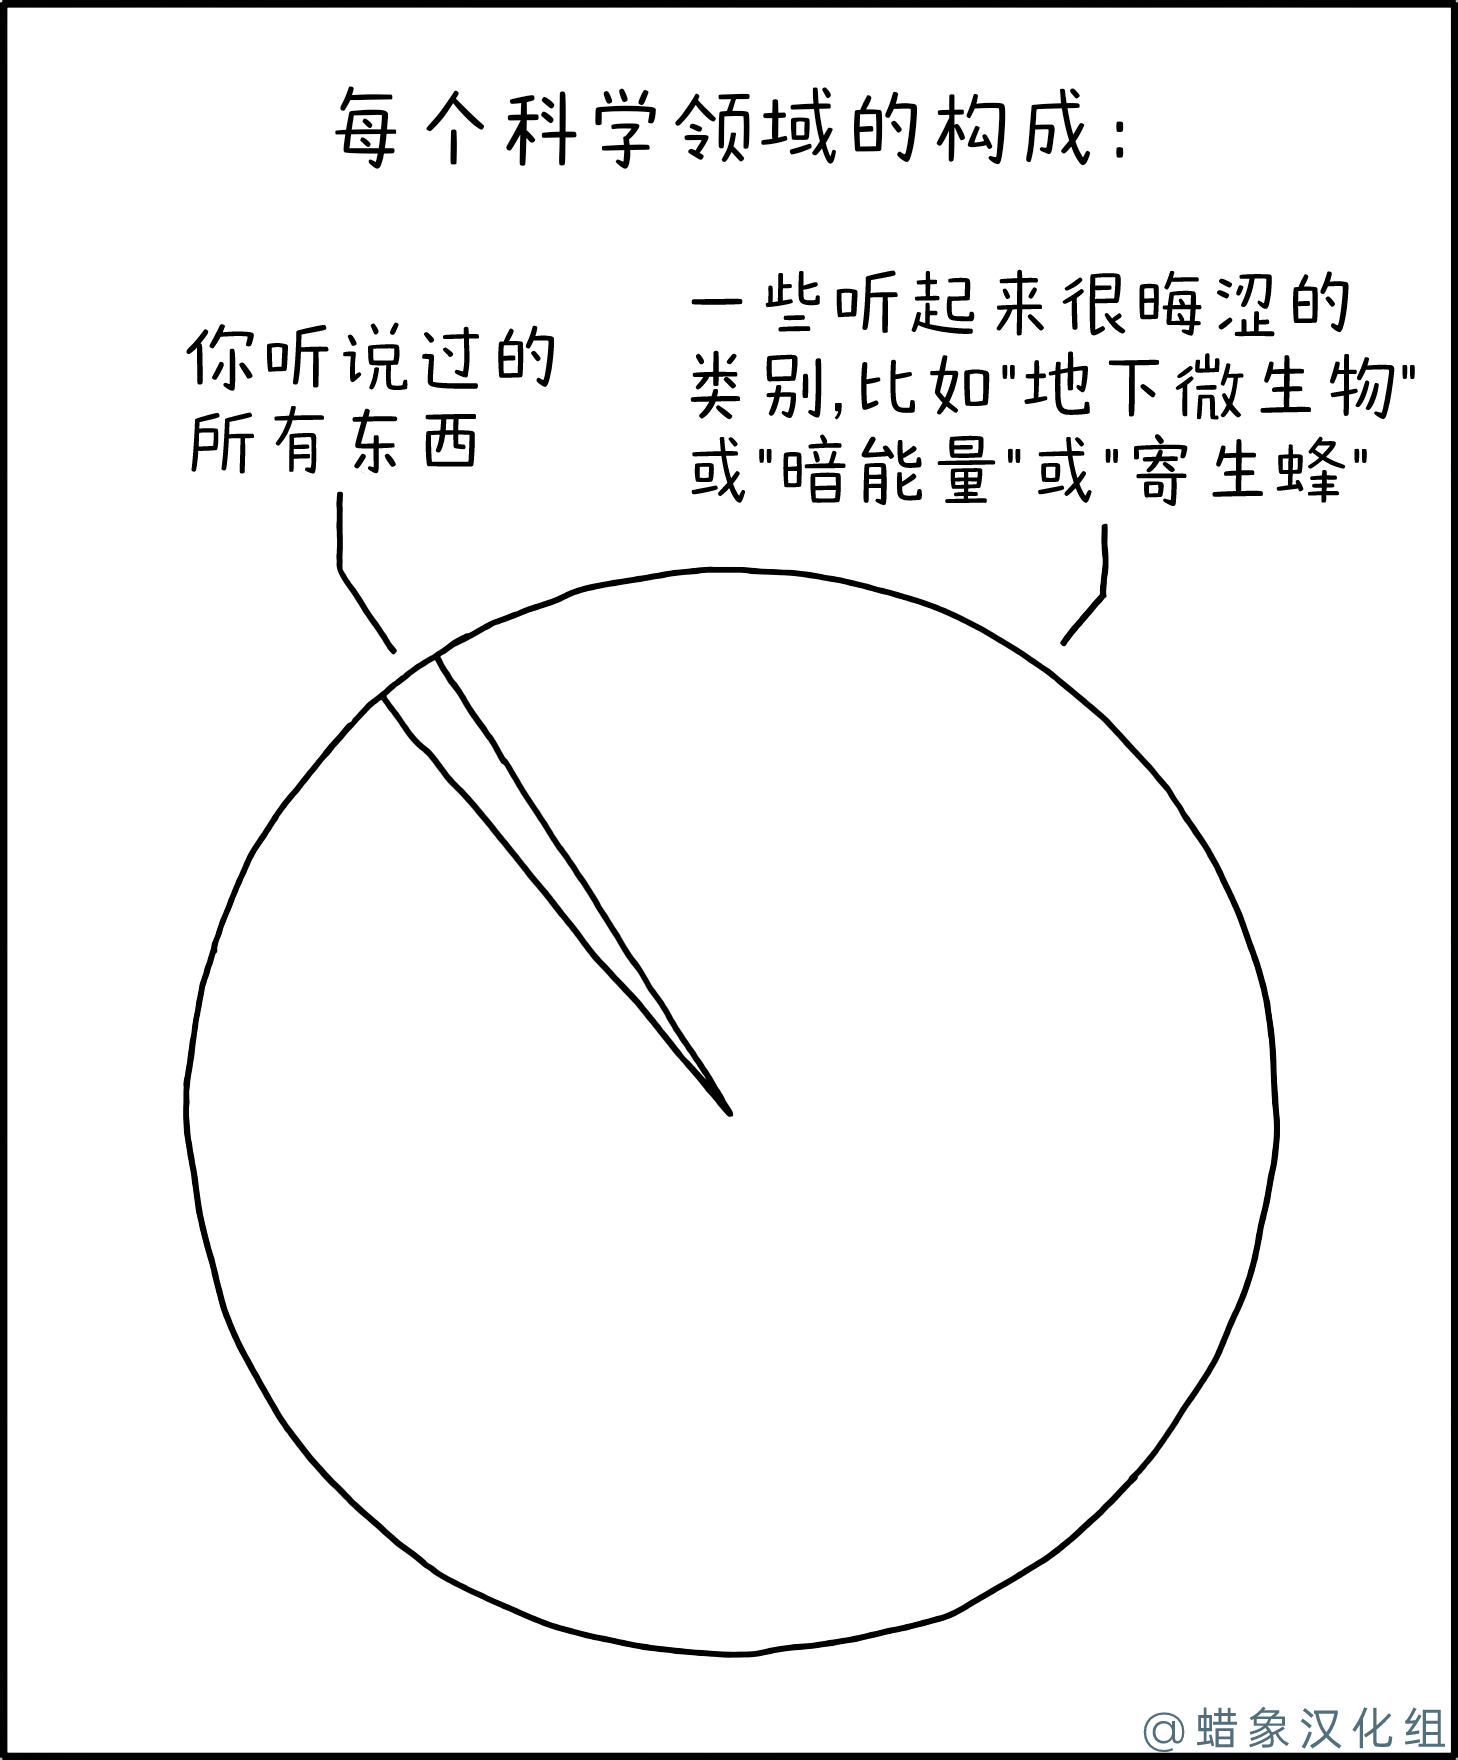 每个科学领域的构成:
你听说过的
所有东西
一些听起来很晦涩的
类别,比如"地下微生物"
或"暗能量"或"寄生蜂"
@蜡象汉化组